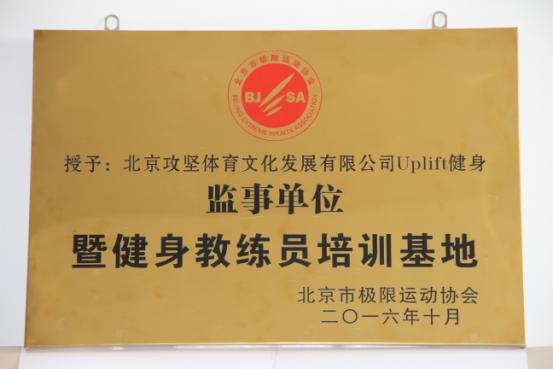 北京市极限运动协会
BJSA
BEIJING EXTREME SPORTS ASSOCIATION
授予：北京攻坚体育文化发展有限公司Uplift健身
监事单位
暨健身教练员培训基地
北京市极限运动协会
二〇一六年十月